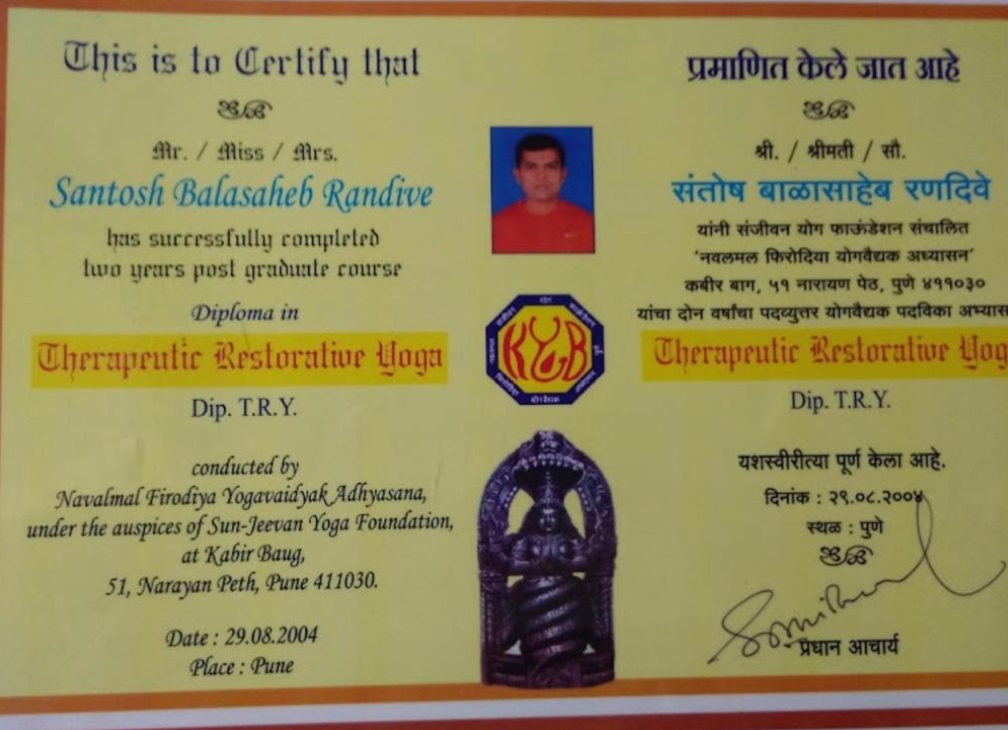 This is to Certify that
Mr. / Miss / Mrs.
Santosh Balasaheb Randive
has successfully completed
two years post graduate course
Diploma in
Therapeutic Restorative Yoga
Dip. T.R.Y.
conducted by
Navalmal Firodiya Yogavaidyak Adhyasana,
under the auspices of Sun-Jeevan Yoga Foundation,
at Kabir Baug,
51, Narayan Peth, Pune 411030.
Date : 29.08.2004
Place : Pune
KYGB
प्रमाणित केले जात आहे
श्री. / श्रीमती / सौ.
संतोष बाळासाहेब रणदिवे
यांनी संजीवन योग फाऊंडेशन संचालित
'नवलमल फिरोदिया योगवैद्यक अध्यासन'
कबीर बाग, ५१ नारायण पेठ, पुणे ४११०३०
यांचा दोन वर्षांचा पदव्युत्तर योगवैद्यक पदविका अभ्यास
Therapeutic Restorative Yog
Dip. T.R.Y.
यशस्वीरीत्या पूर्ण केला आहे.
दिनांक : २९.०८.२००४
स्थळ : पुणे
प्रधान आचार्य